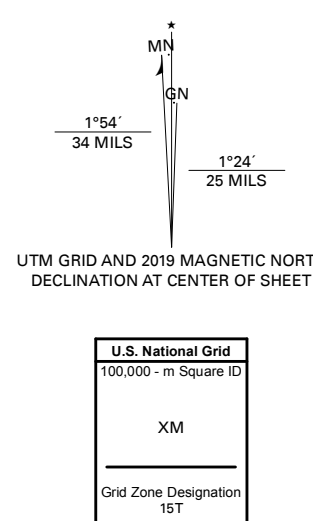 ★
MN
GN
1°54´
34 MILS
1°24´
25 MILS
UTM GRID AND 2019 MAGNETIC NORT
DECLINATION AT CENTER OF SHEET
U.S. National Grid
100,000 - m Square ID
XM
Grid Zone Designation
15T